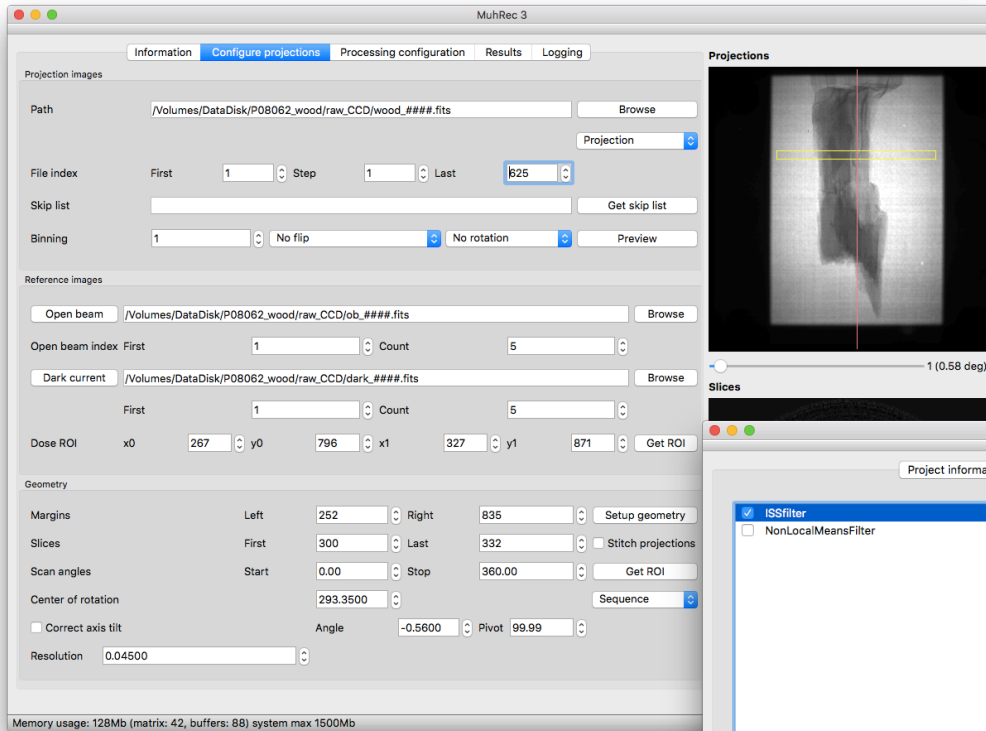 MuhRec 3
Information Configure projections Processing configuration Results Logging
Projection images
Path /Volumes/DataDisk/P08062_wood/raw_CCD/wood_####.fits Browse
Projection
File index First 1 Step 1 Last 625
Skip list Get skip list
Binning 1 No flip No rotation Preview
Reference images
Open beam /Volumes/DataDisk/P08062_wood/raw_CCD/ob_####.fits Browse
Open beam index First 1 Count 5
Dark current /Volumes/DataDisk/P08062_wood/raw_CCD/dark_####.fits Browse
First 1 Count 5
Dose ROI x0 267 y0 796 x1 327 y1 871 Get ROI
Geometry
Margins Left 252 Right 835 Setup geometry
Slices First 300 Last 332 Stitch projections
Scan angles Start 0.00 Stop 360.00 Get ROI
Center of rotation 293.3500 Sequence
Correct axis tilt Angle -0.5600 Pivot 99.99
Resolution 0.04500
Memory usage: 128Mb (matrix: 42, buffers: 88) system max 1500Mb
Projections
1 (0.58 deg)
Slices
Project informa
ISSfilter
NonLocalMeansFilter